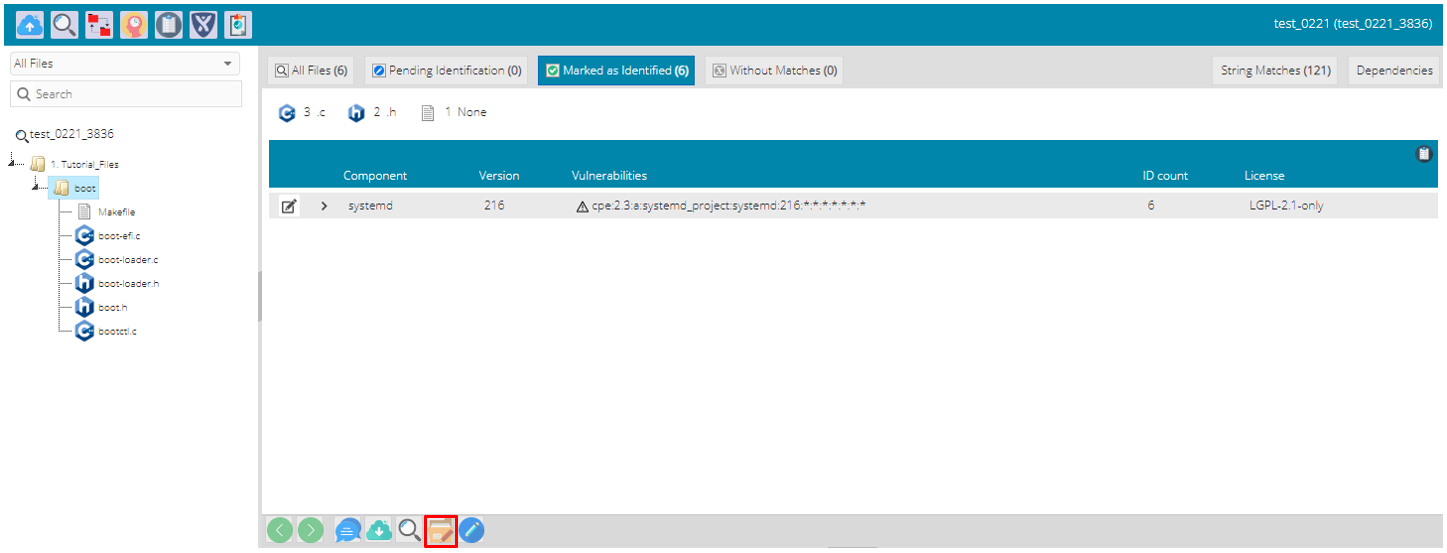 test_0221 (test_0221_3836)
All Files
Search
test_0221_3836
1. Tutorial_Files
boot
Makefile
boot-efi.c
boot-loader.c
boot-loader.h
boot.h
bootctl.c
All Files (6) Pending Identification (0) Marked as Identified (6) Without Matches (0) String Matches (121) Dependencies
3 .c 2 .h 1 None
Component Version Vulnerabilities ID count License
systemd 216 cpe:2.3:a:systemd_project:systemd:216:*:*:*:*:*:*:* 6 LGPL-2.1-only